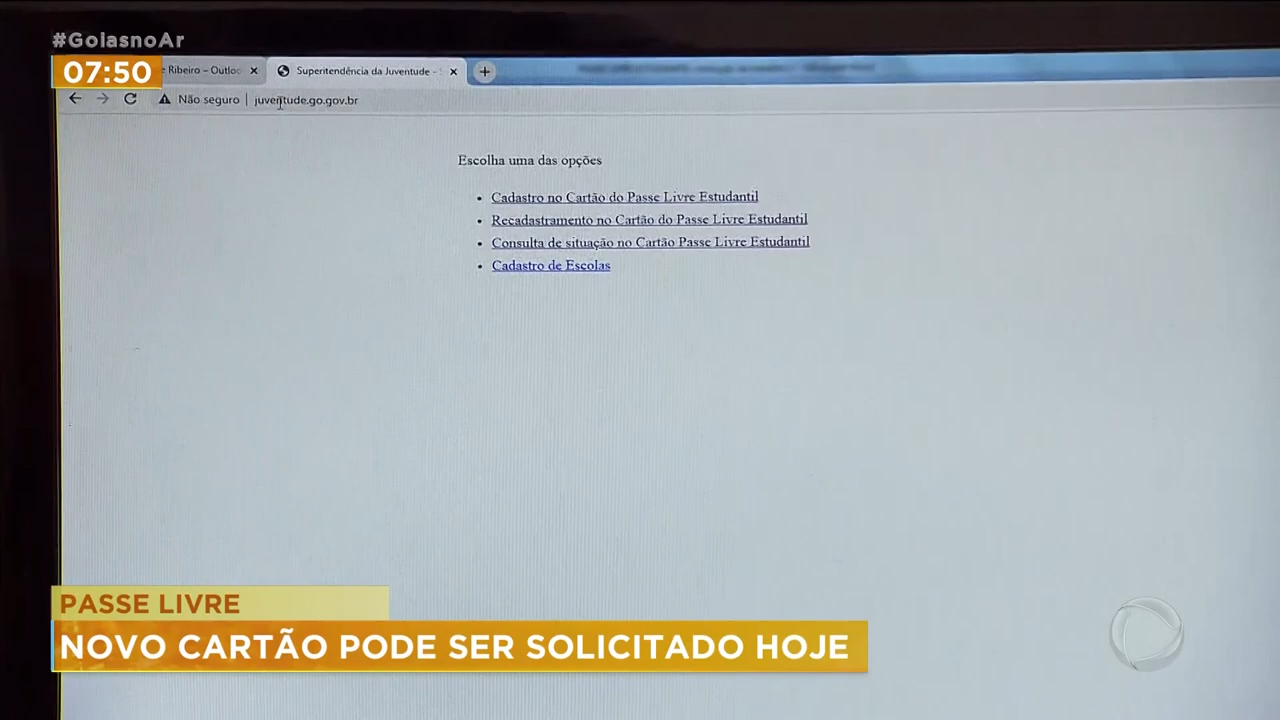 #GoiasnoAr
07:50
e Ribeiro – Outlo
Superitendência da Juventude -
Não seguro | juventude.go.gov.br
Escolha uma das opções
Cadastro no Cartão do Passe Livre Estudantil
Recadastramento no Cartão do Passe Livre Estudantil
Consulta de situação no Cartão Passe Livre Estudantil
Cadastro de Escolas
PASSE LIVRE
NOVO CARTÃO PODE SER SOLICITADO HOJE